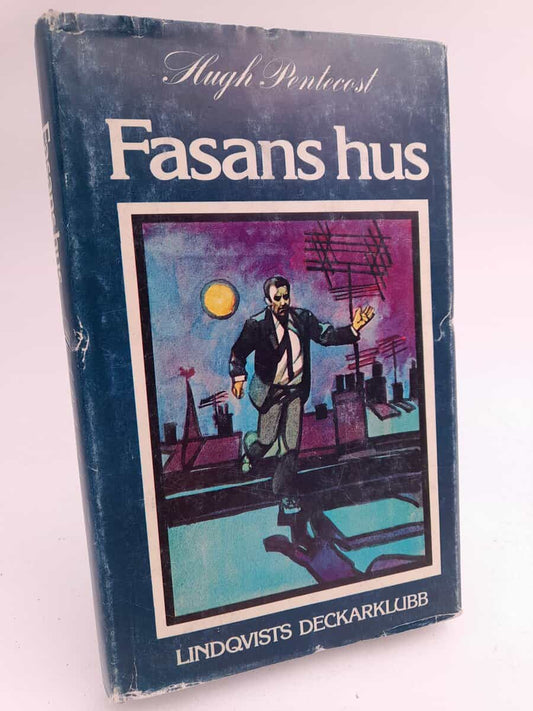 Hugh Pentecost
Fasans hus
LINDQVISTS DECKARKLUBB